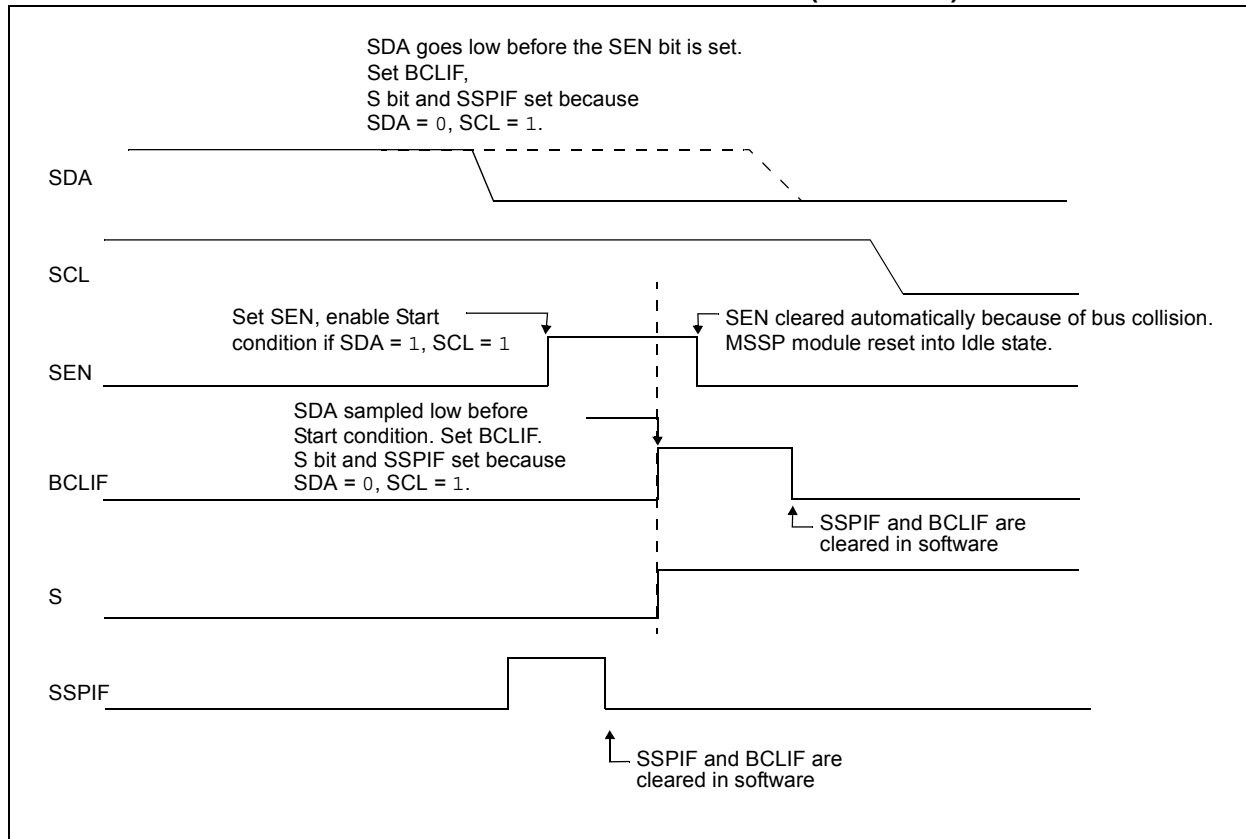 SDA goes low before the SEN bit is set.
Set BCLIF,
S bit and SSPIF set because
SDA = 0, SCL = 1.
SDA
SCL
Set SEN, enable Start
condition if SDA = 1, SCL = 1
SEN cleared automatically because of bus collision.
MSSP module reset into Idle state.
SEN
SDA sampled low before
Start condition. Set BCLIF.
S bit and SSPIF set because
SDA = 0, SCL = 1.
BCLIF
SSPIF and BCLIF are
cleared in software
S
SSPIF
SSPIF and BCLIF are
cleared in software